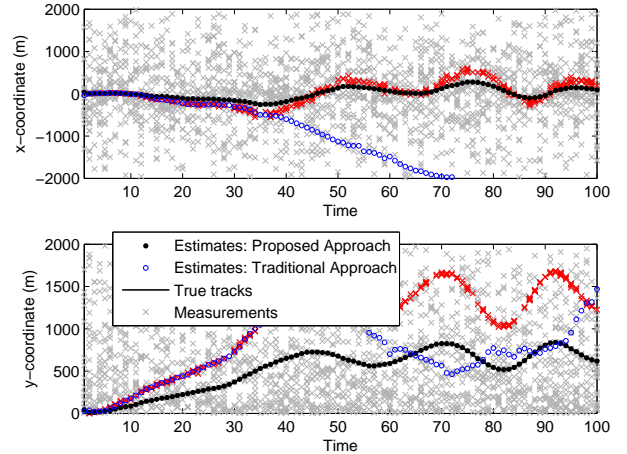 2000
1000
0
−1000
−2000
x−coordinate (m)
10 20 30 40 50 60 70 80 90 100
Time
2000
1500
1000
500
0
y−coordinate (m)
Estimates: Proposed Approach
Estimates: Traditional Approach
True tracks
Measurements
10 20 30 40 50 60 70 80 90 100
Time